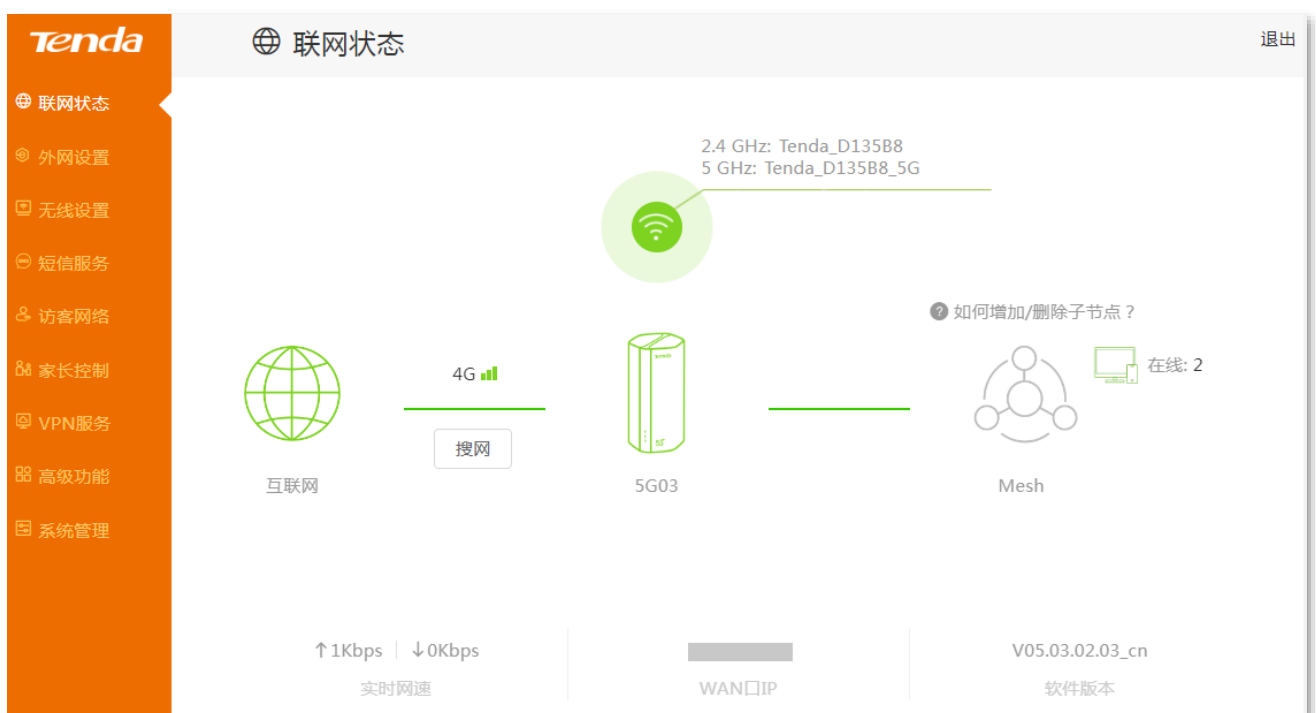 Tenda
联网状态
退出
联网状态
外网设置
无线设置
短信服务
访客网络
家长控制
VPN服务
高级功能
系统管理
2.4 GHz: Tenda_D135B8
5 GHz: Tenda_D135B8_5G
如何增加/删除子节点？
4G
搜网
在线: 2
互联网
5G03
Mesh
↑1Kbps
↓0Kbps
实时网速
WAN口IP
V05.03.02.03_cn
软件版本